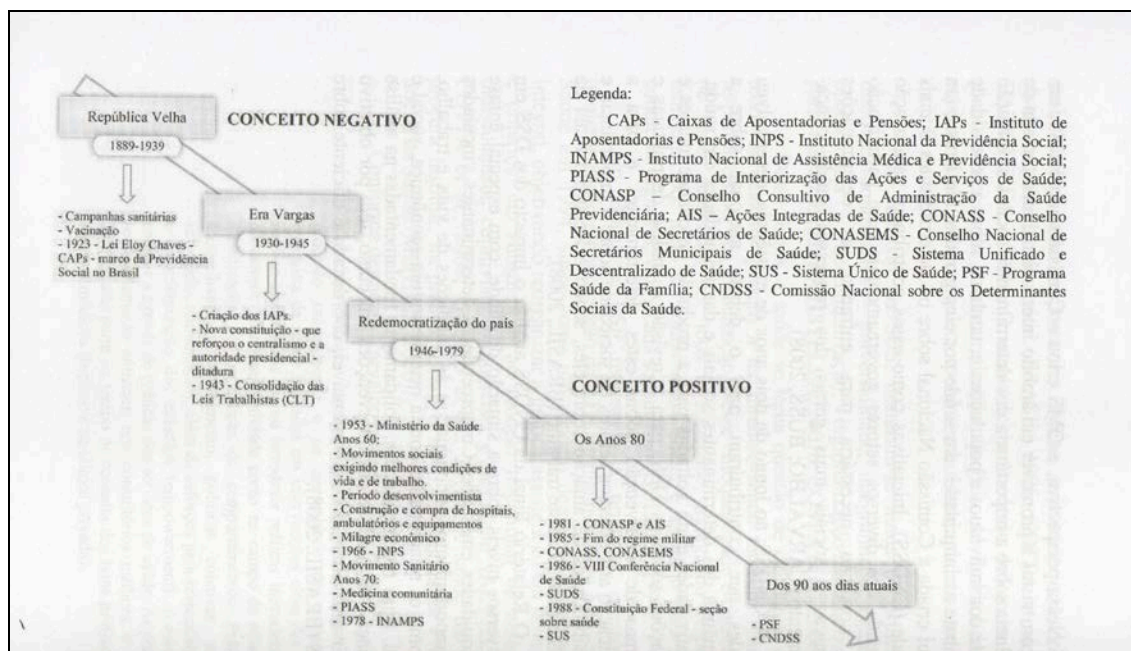 República Velha
CONCEITO NEGATIVO
1889-1939
- Campanhas sanitárias
- Vacinação
- 1923 - Lei Eloy Chaves -
CAPs - marco da Previdência
Social no Brasil
Era Vargas
1930-1945
- Criação dos IAPs.
- Nova constituição - que
reforçou o centralismo e a
autoridade presidencial -
ditadura
- 1943 - Consolidação das
Leis Trabalhistas (CLT)
Redemocratização do país
1946-1979
- 1953 - Ministério da Saúde
Anos 60:
- Movimentos sociais
exigindo melhores condições de
vida e de trabalho.
- Período desenvolvimentista
- Construção e compra de hospitais,
ambulatórios e equipamentos
- Milagre econômico
- 1966 - INPS
- Movimento Sanitário
Anos 70:
- Medicina comunitária
- PIASS
- 1978 - INAMPS
Legenda:
CAPs - Caixas de Aposentadorias e Pensões; IAPs - Instituto de
Aposentadorias e Pensões; INPS - Instituto Nacional da Previdência Social;
INAMPS - Instituto Nacional de Assistência Médica e Previdência Social;
PIASS - Programa de Interiorização das Ações e Serviços de Saúde;
CONASP – Conselho Consultivo de Administração da Saúde
Previdenciária; AIS – Ações Integradas de Saúde; CONASS - Conselho
Nacional de Secretários de Saúde; CONASEMS - Conselho Nacional de
Secretários Municipais de Saúde; SUDS - Sistema Unificado e
Descentralizado de Saúde; SUS - Sistema Único de Saúde; PSF - Programa
Saúde da Família; CNDSS - Comissão Nacional sobre os Determinantes
Sociais da Saúde.
CONCEITO POSITIVO
Os Anos 80
- 1981 - CONASP e AIS
- 1985 - Fim do regime militar
- CONASS, CONASEMS
- 1986 - VIII Conferência Nacional
de Saúde
- SUDS
- 1988 - Constituição Federal - seção
sobre saúde
- SUS
Dos 90 aos dias atuais
- PSF
- CNDSS